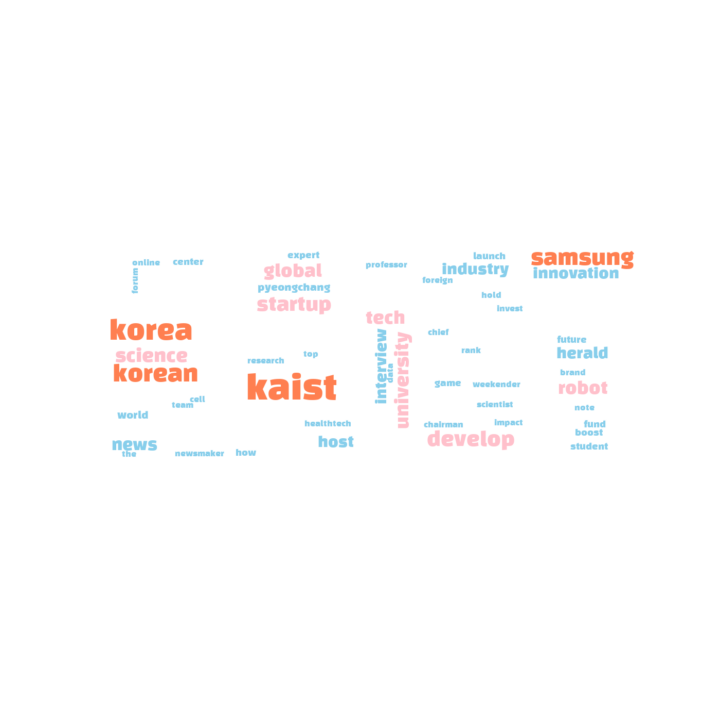 online
center
forum
korea
science
korean
cell
team
world
news
the
newsmaker
how
expert
global
pyeongchang
startup
research
top
kaist
healthtech
host
professor
tech
interview
data
university
launch
industry
foreign
hold
invest
chief
rank
game
weekender
scientist
chairman
impact
develop
samsung
innovation
future
herald
brand
robot
note
fund
boost
student